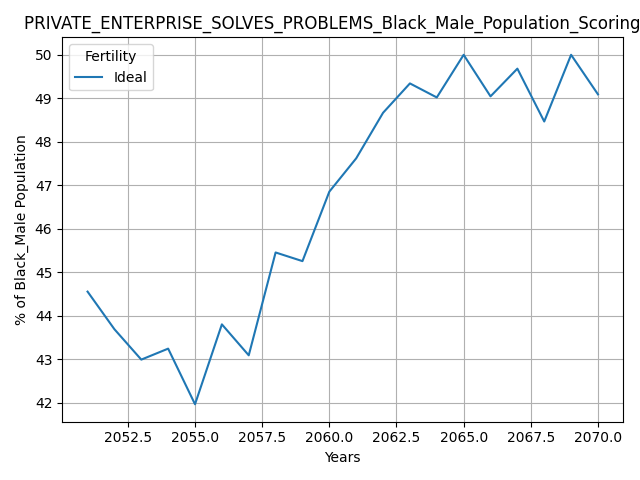 PRIVATE_ENTERPRISE_SOLVES_PROBLEMS_Black_Male_Population_Scoring
Fertility
Ideal
% of Black_Male Population
50
49
48
47
46
45
44
43
42
2052.5 2055.0 2057.5 2060.0 2062.5 2065.0 2067.5 2070.0
Years